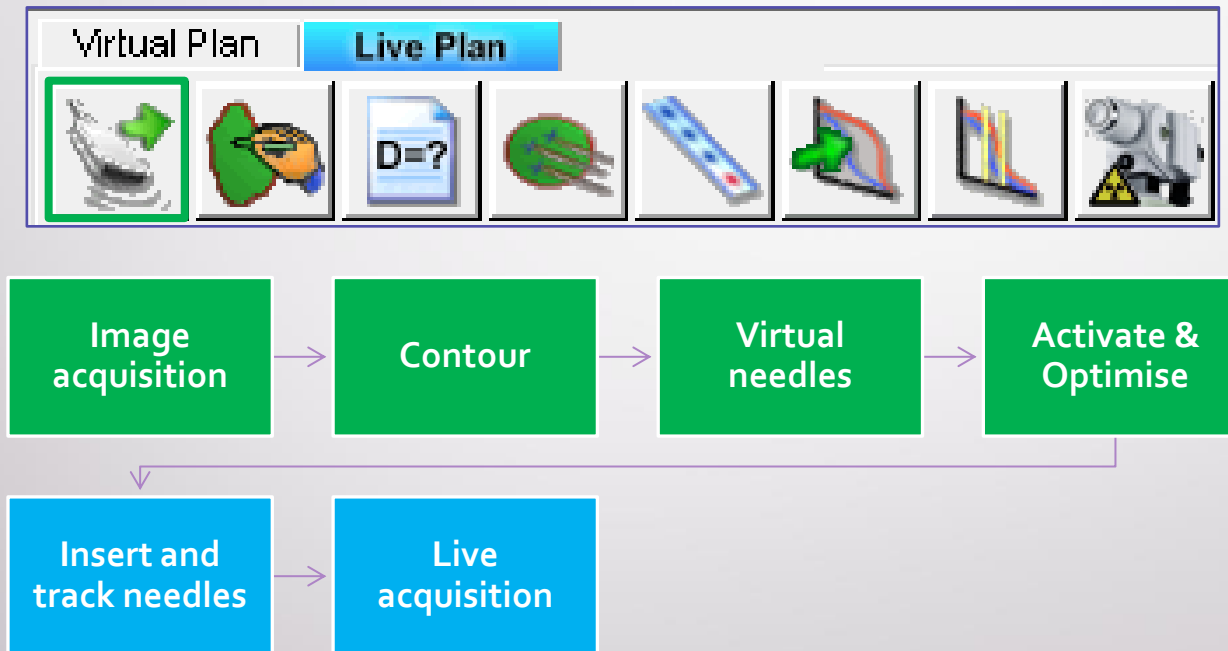 Virtual Plan Live Plan
D=?
Image
acquisition
Contour
Virtual
needles
Activate &
Optimise
Insert and
track needles
Live
acquisition